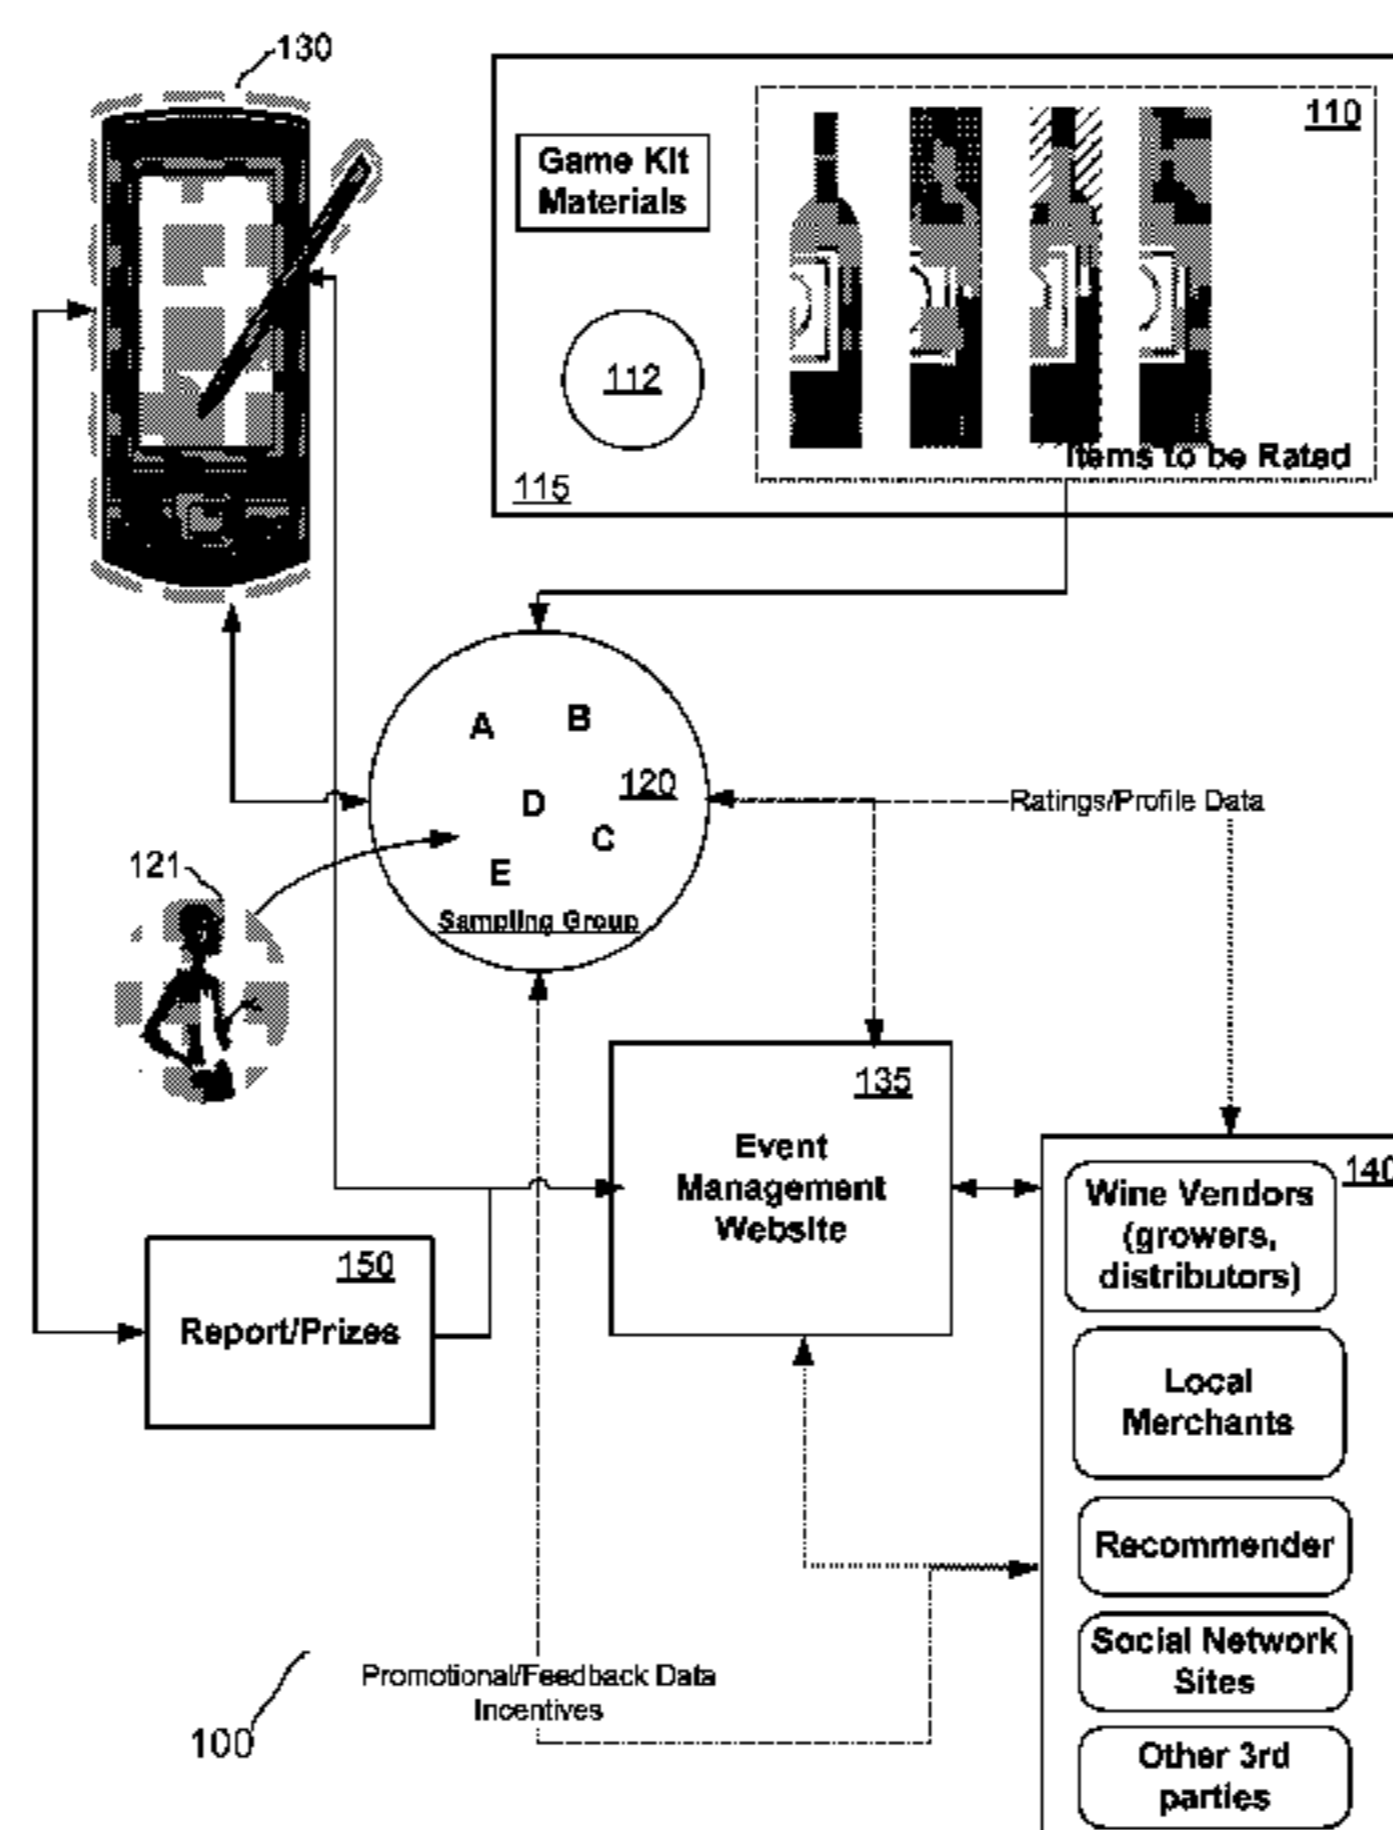 130
110
Game Kit
Materials
112
Items to be Rated
115
A
B
120
D
C
E
Sampling Group
Ratings/Profile Data
121
135
Event
Management
Website
140
Wine Vendors
(growers,
distributors)
150
Report/Prizes
Local
Merchants
Recommender
Social Network
Sites
Promotional/Feedback Data
Incentives
100
Other 3rd
parties